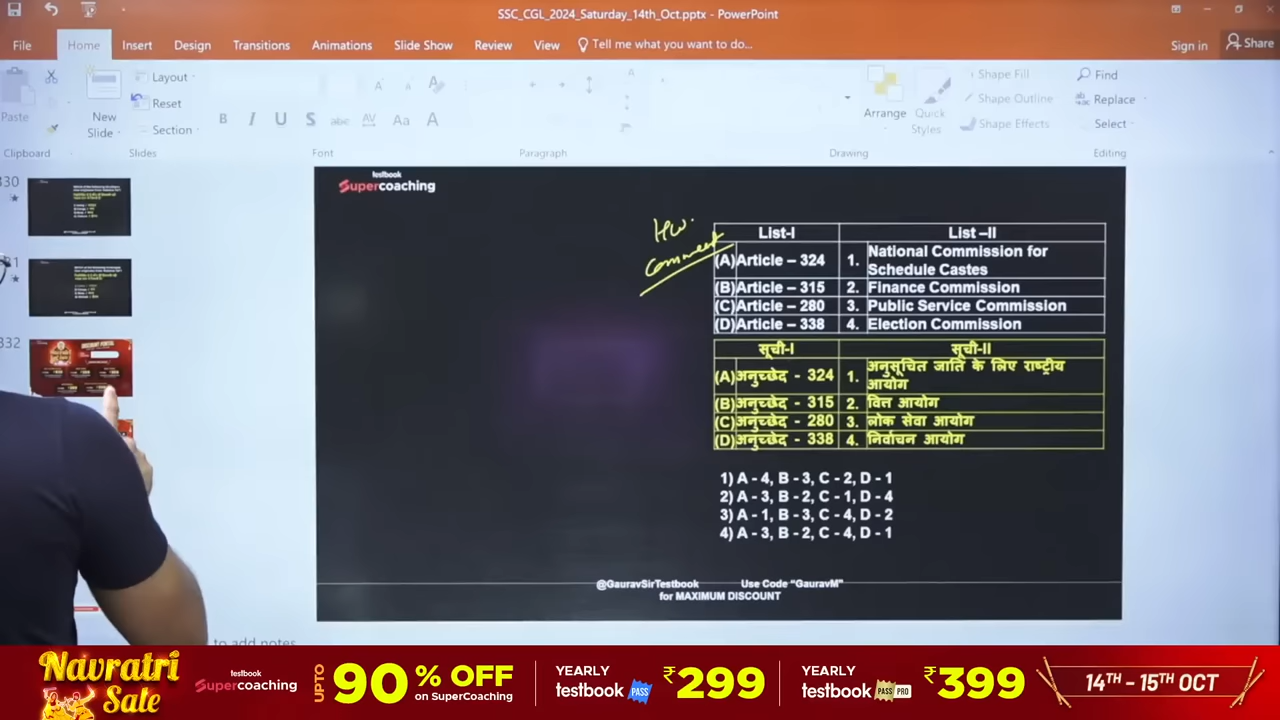 SSC_CGL_2024_Saturday_14th_Oct.pptx - PowerPoint
File Home Insert Design Transitions Animations Slide Show Review View Tell me what you want to do... Sign in Share
Layout
Reset
Section
Paste
New
Slide
B I U S abc AV Aa A
Arrange
Quick
Styles
Shape Fill
Shape Outline
Shape Effects
Find
Replace
Select
Clipboard Slides Font Paragraph Drawing Editing
330
332
testbook
Supercoaching
HW.
comment
List-I List –II
(A) Article – 324 1. National Commission for
Schedule Castes
(B) Article – 315 2. Finance Commission
(C) Article – 280 3. Public Service Commission
(D) Article – 338 4. Election Commission
सूची-I सूची-II
(A) अनुच्छेद - 324 1. अनुसूचित जाति के लिए राष्ट्रीय
आयोग
(B) अनुच्छेद - 315 2. वित्त आयोग
(C) अनुच्छेद - 280 3. लोक सेवा आयोग
(D) अनुच्छेद - 338 4. निर्वाचन आयोग
1) A - 4, B - 3, C - 2, D - 1
2) A - 3, B - 2, C - 1, D - 4
3) A - 1, B - 3, C - 4, D - 2
4) A - 3, B - 2, C - 4, D - 1
@GauravSirTestbook Use Code "GauravM"
for MAXIMUM DISCOUNT
to add notes
Navratri
Sale
testbook
Supercoaching
UPTO 90% OFF
on SuperCoaching
YEARLY
testbook PASS
₹299
YEARLY
testbook PASS PRO
₹399
14TH - 15TH OCT